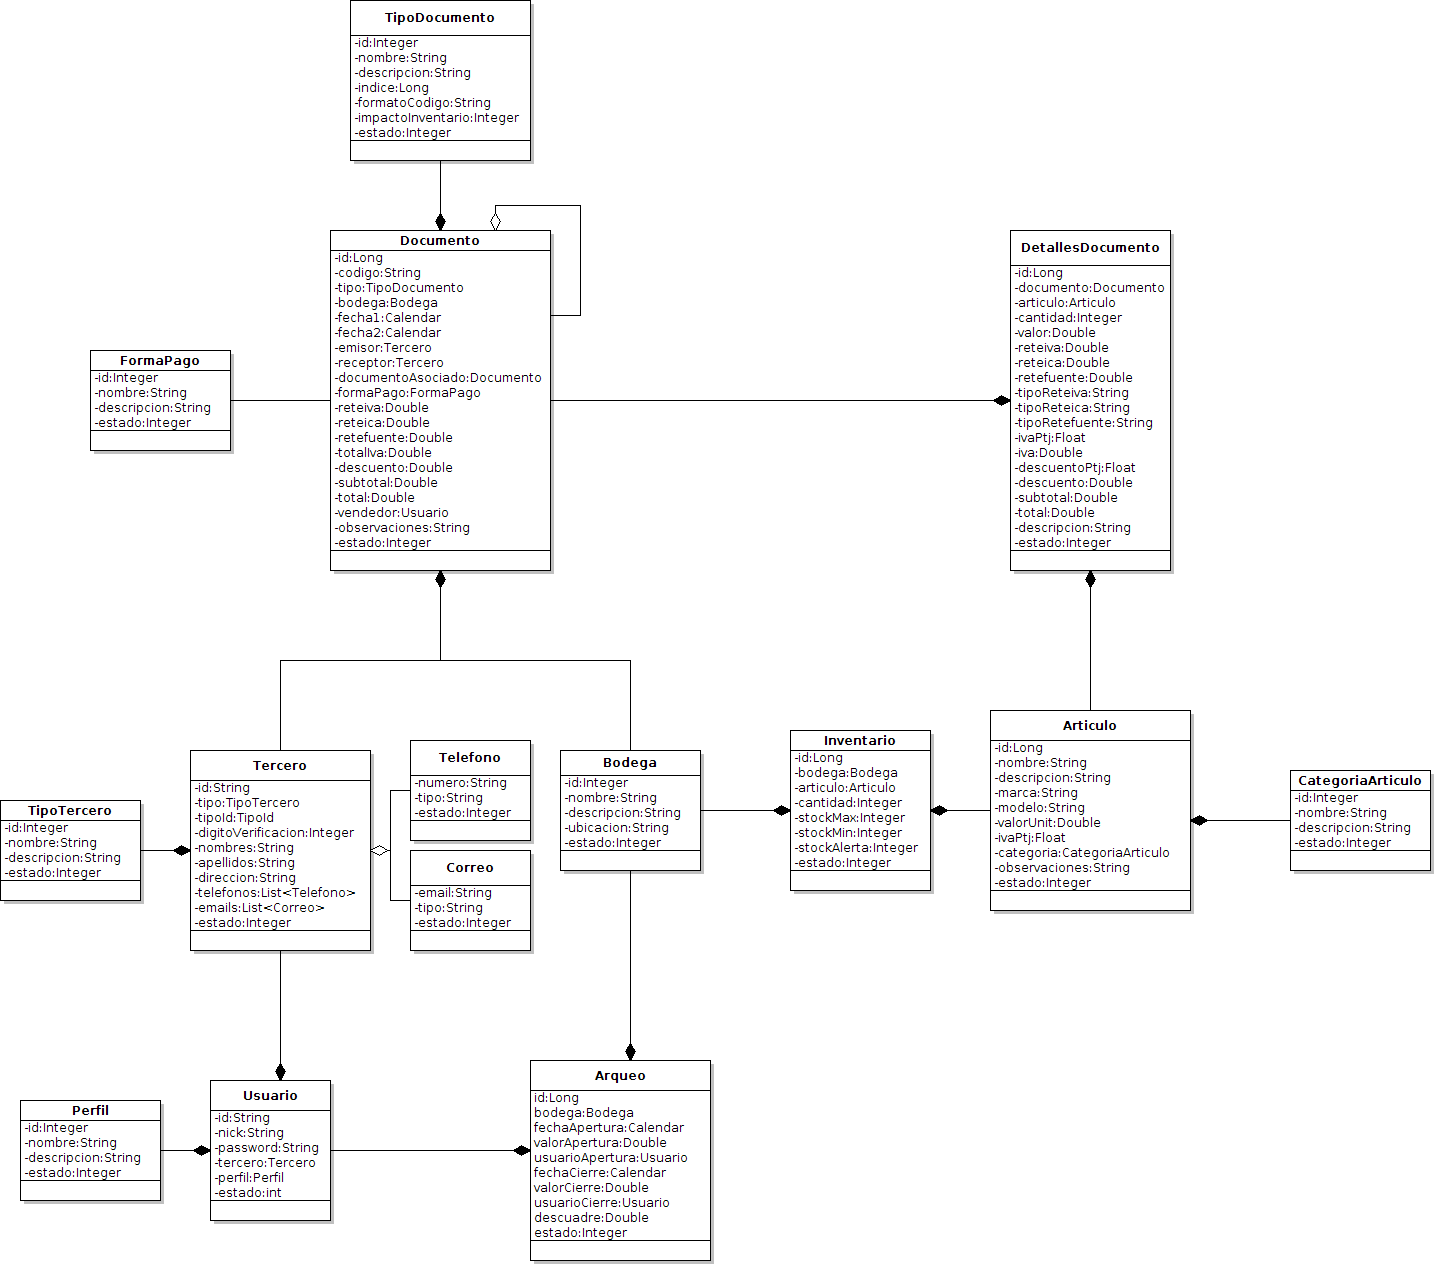 TipoDocumento
-id:Integer
-nombre:String
-descripcion:String
-indice:Long
-formatoCodigo:String
-impactoInventario:Integer
-estado:Integer
Documento
-id:Long
-codigo:String
-tipo:TipoDocumento
-bodega:Bodega
-fecha1:Calendar
-fecha2:Calendar
-emisor:Tercero
-receptor:Tercero
-documentoAsociado:Documento
-formaPago:FormaPago
-reteiva:Double
-reteica:Double
-retefuente:Double
-totalIva:Double
-descuento:Double
-subtotal:Double
-total:Double
-vendedor:Usuario
-observaciones:String
-estado:Integer
DetallesDocumento
-id:Long
-documento:Documento
-articulo:Articulo
-cantidad:Integer
-valor:Double
-reteiva:Double
-reteica:Double
-retefuente:Double
-tipoReteiva:String
-tipoReteica:String
-tipoRetefuente:String
-ivaPtj:Float
-iva:Double
-descuentoPtj:Float
-descuento:Double
-subtotal:Double
-total:Double
-descripcion:String
-estado:Integer
FormaPago
-id:Integer
-nombre:String
-descripcion:String
-estado:Integer
TipoTercero
-id:Integer
-nombre:String
-descripcion:String
-estado:Integer
Tercero
-id:String
-tipo:TipoTercero
-tipoId:TipoId
-digitoVerificacion:Integer
-nombres:String
-apellidos:String
-direccion:String
-telefonos:List<Telefono>
-emails:List<Correo>
-estado:Integer
Telefono
-numero:String
-tipo:String
-estado:Integer
Correo
-email:String
-tipo:String
-estado:Integer
Bodega
-id:Integer
-nombre:String
-descripcion:String
-ubicacion:String
-estado:Integer
Inventario
-id:Long
-bodega:Bodega
-articulo:Articulo
-cantidad:Integer
-stockMax:Integer
-stockMin:Integer
-stockAlerta:Integer
-estado:Integer
Articulo
-id:Long
-nombre:String
-descripcion:String
-marca:String
-modelo:String
-valorUnit:Double
-ivaPtj:Float
-categoria:CategoriaArticulo
-observaciones:String
-estado:Integer
CategoriaArticulo
-id:Integer
-nombre:String
-descripcion:String
-estado:Integer
Perfil
-id:Integer
-nombre:String
-descripcion:String
-estado:Integer
Usuario
-id:String
-nick:String
-password:String
-tercero:Tercero
-perfil:Perfil
-estado:int
Arqueo
id:Long
bodega:Bodega
fechaApertura:Calendar
valorApertura:Double
usuarioApertura:Usuario
fechaCierre:Calendar
valorCierre:Double
usuarioCierre:Usuario
descuadre:Double
estado:Integer